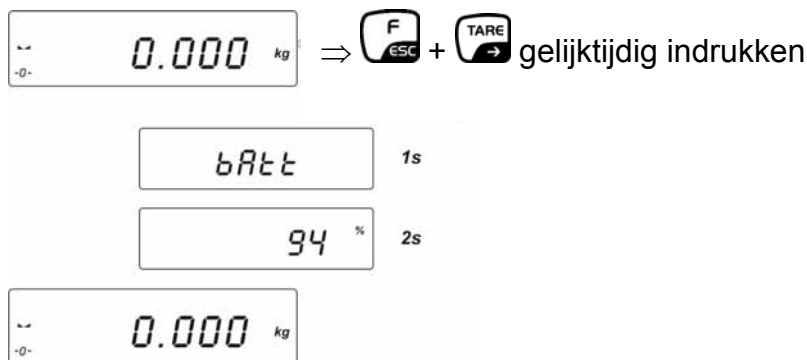 0.000 kg ⇒ F ESC + TARE → gelijktijdig indrukken
-0-
bAtt 1s
94 % 2s
0.000 kg
-0-